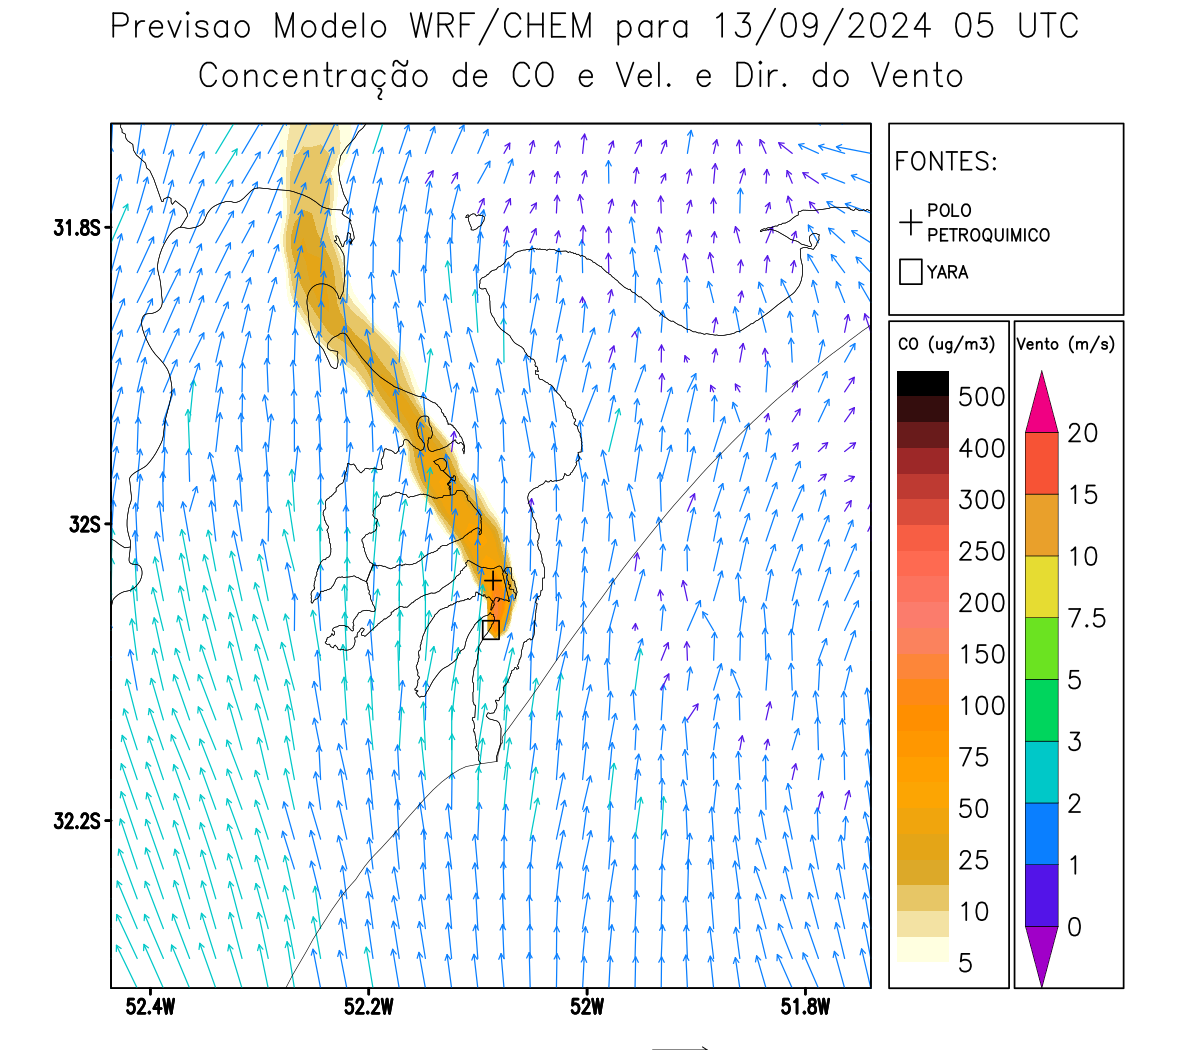 Previsao Modelo WRF/CHEM para 13/09/2024 05 UTC
Concentração de CO e Vel. e Dir. do Vento
FONTES:
POLO
PETROQUIMICO
YARA
CO (ug/m3)
500
400
300
250
200
150
100
75
50
25
10
5
Vento (m/s)
20
15
10
7.5
5
3
2
1
0
31.8S
32S
32.2S
52.4W
52.2W
52W
51.8W